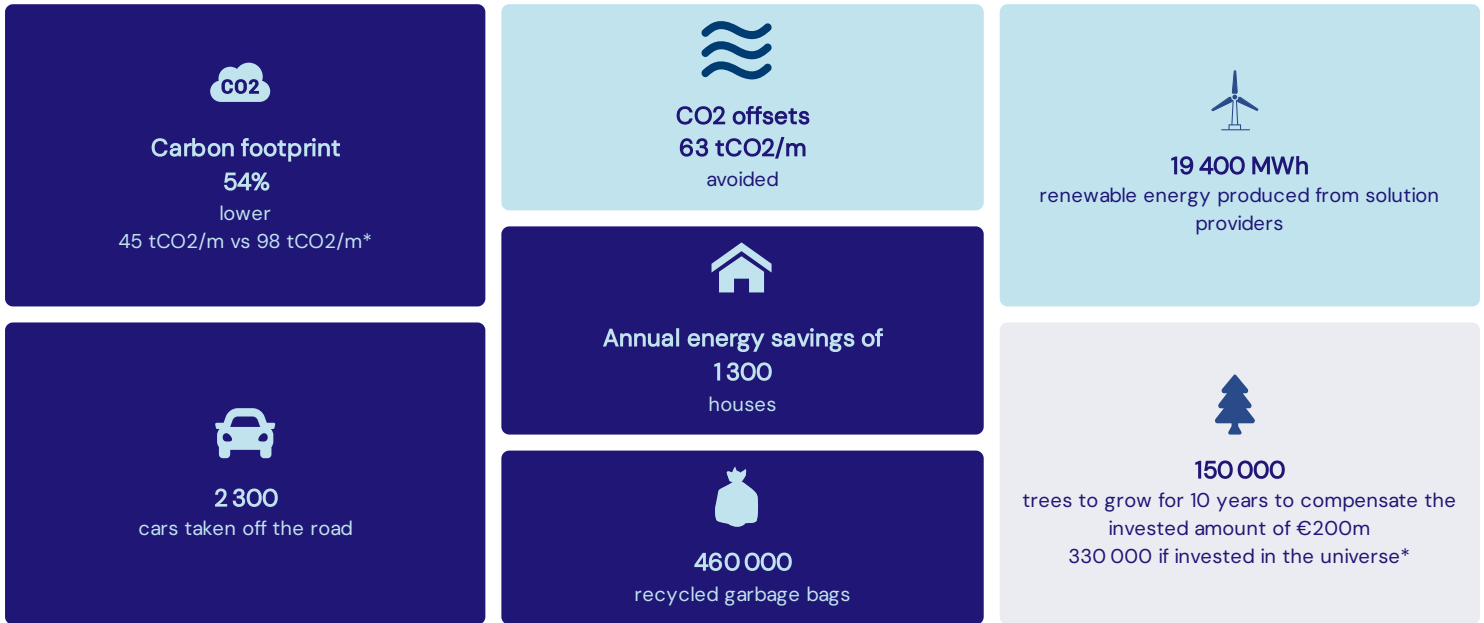 CO2
Carbon footprint
54%
lower
45 tCO2/m vs 98 tCO2/m*
CO2 offsets
63 tCO2/m
avoided
19 400 MWh
renewable energy produced from solution
providers
Annual energy savings of
1 300
houses
2 300
cars taken off the road
460 000
recycled garbage bags
150 000
trees to grow for 10 years to compensate the
invested amount of €200m
330 000 if invested in the universe*